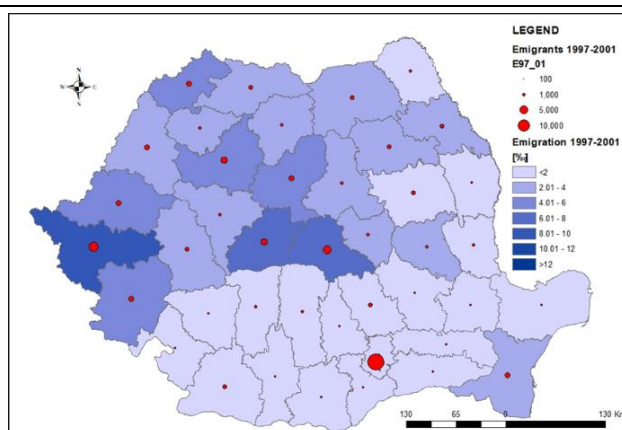 LEGEND
Emigrants 1997-2001
E97_01
100
1,000
5,000
10,000
Emigration 1997-2001
[‰]
<2
2.01 - 4
4.01 - 6
6.01 - 8
8.01 - 10
10.01 - 12
>12
N
W E
S
130 65 0 130 Km